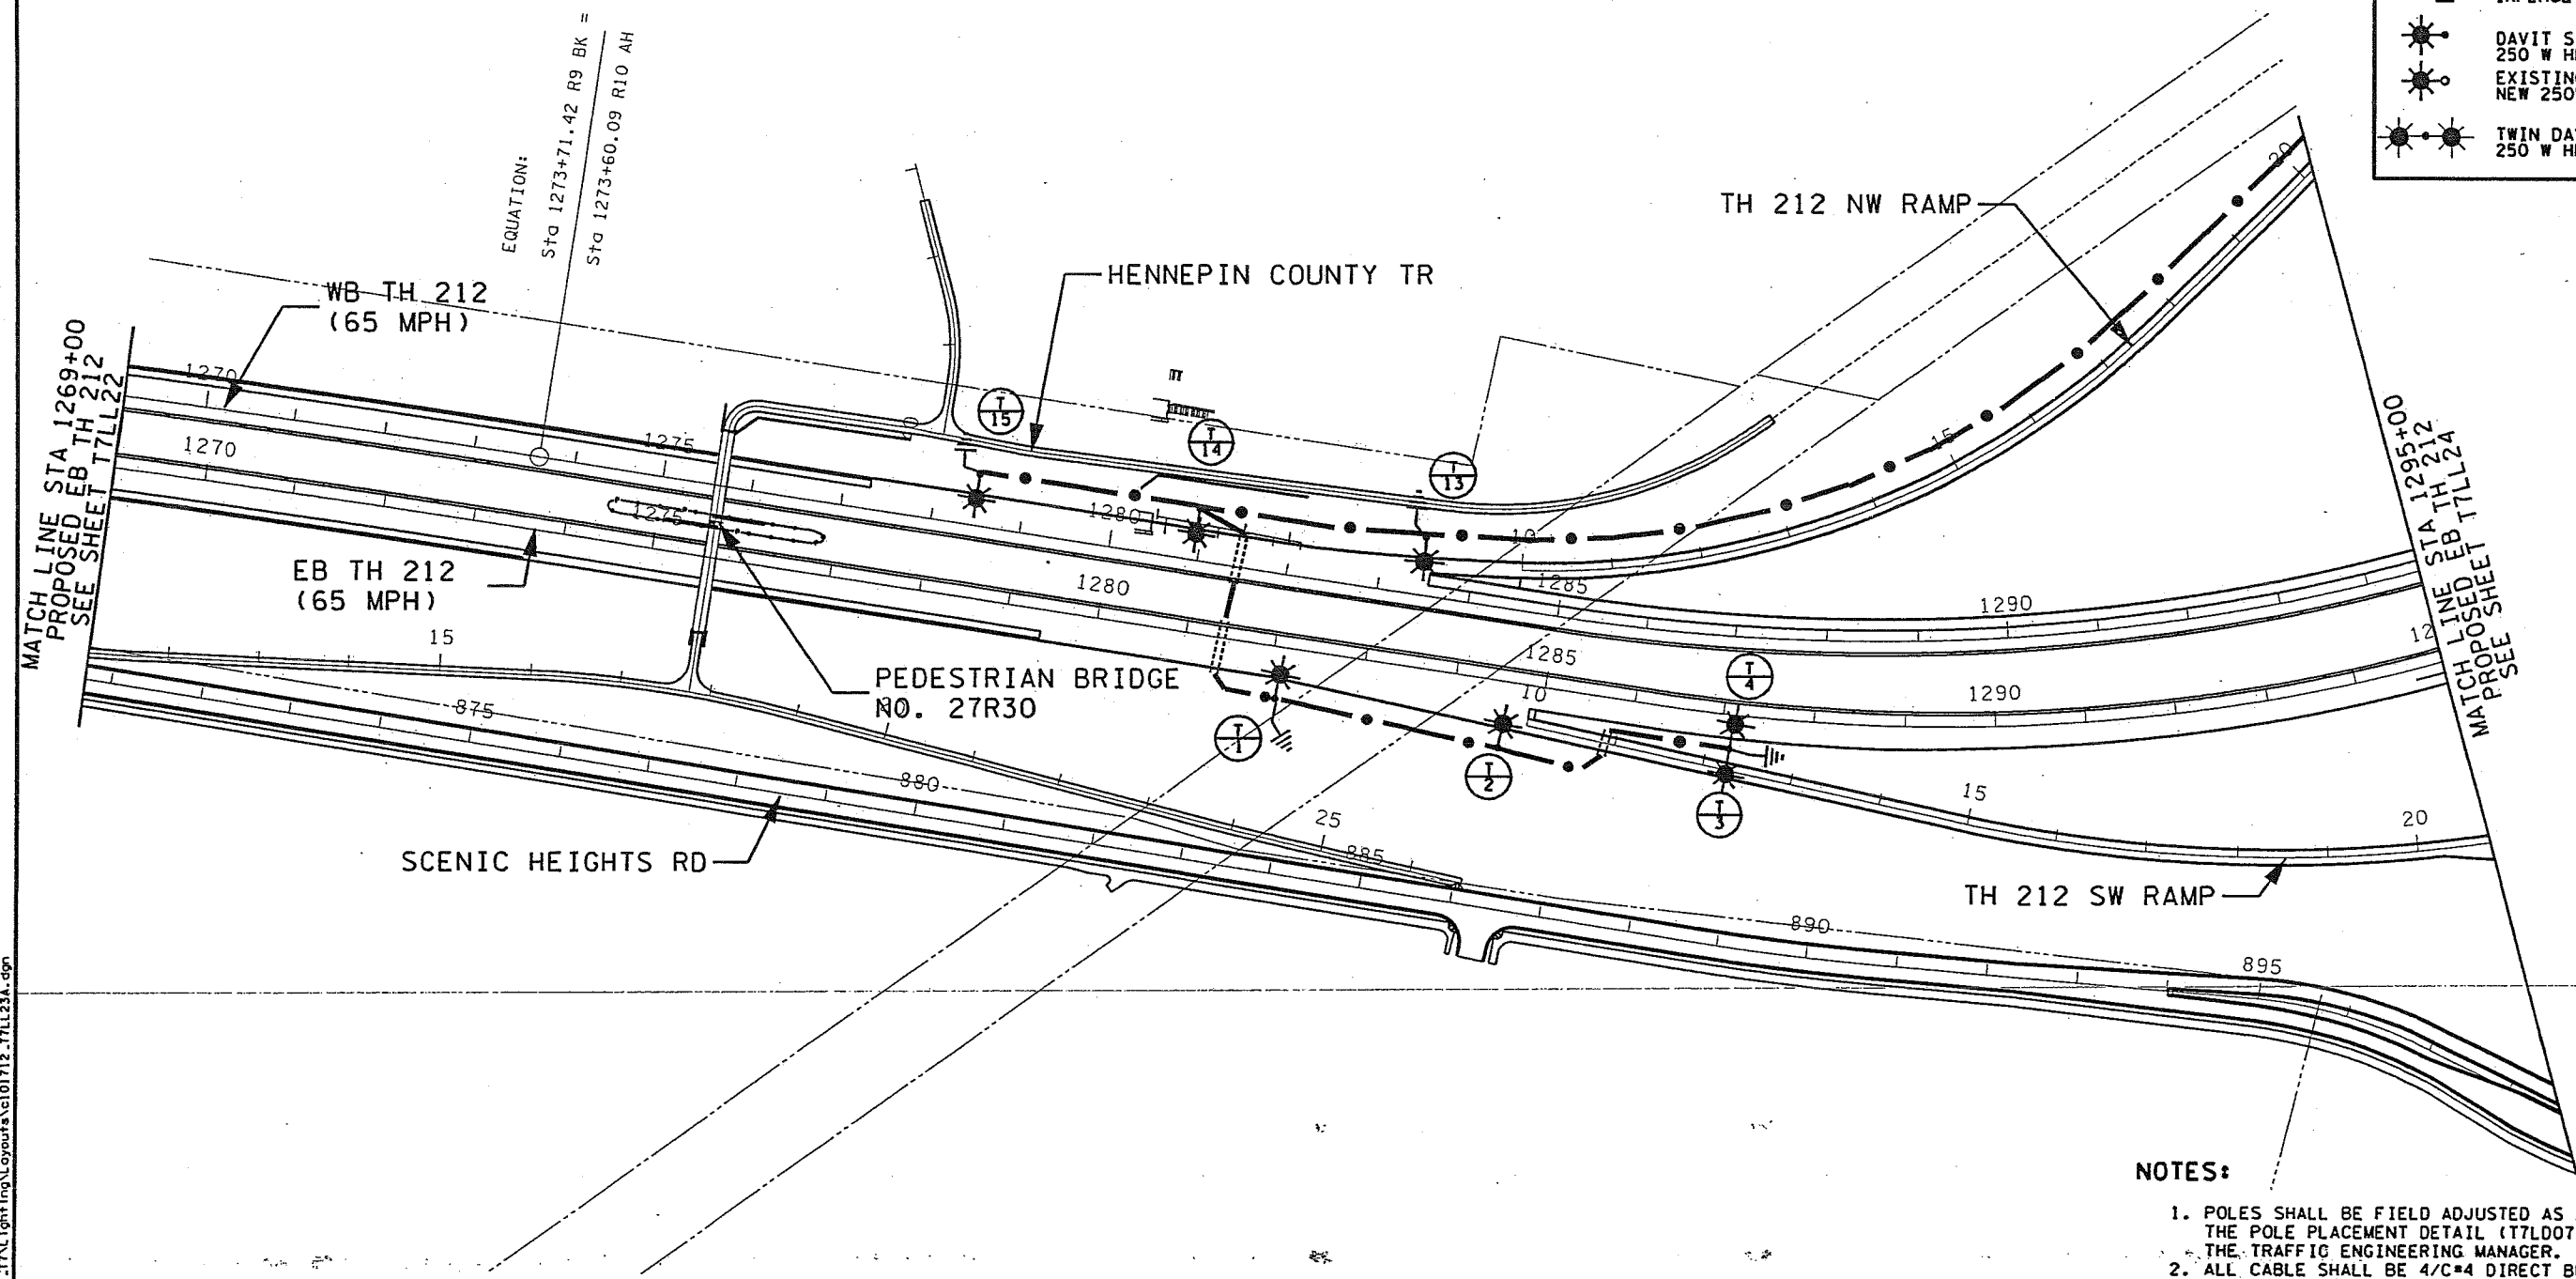 EQUATION:
Sta 1273+71.42 R9 BK =
Sta 1273+60.09 R10 AH
DAVIT S
250 W H
EXISTIN
NEW 250
TWIN DA
250 W H
TH 212 NW RAMP
20
HENNEPIN COUNTY TR
WB TH 212
(65 MPH)
MATCH LINE STA 1269+00
PROPOSED EB TH 212
SEE SHEET T7LL22
1270
1275
T
15
T
14
T
13
15
1295+00
MATCH LINE STA
PROPOSED EB TH 212
SEE SHEET T7LL24
1270
1275
1280
10
EB TH 212
(65 MPH)
1280
1285
1290
12
15
PEDESTRIAN BRIDGE
NO. 27R30
1285
T
4
10
1290
875
T
1
T
2
T
3
880
15
20
25
885
SCENIC HEIGHTS RD
TH 212 SW RAMP
890
895
NOTES:
1. POLES SHALL BE FIELD ADJUSTED AS
THE POLE PLACEMENT DETAIL (T7LD07
THE TRAFFIC ENGINEERING MANAGER.
2. ALL CABLE SHALL BE 4/C#4 DIRECT B
Lighting\Layouts\c101712_T7LL23A.dgn